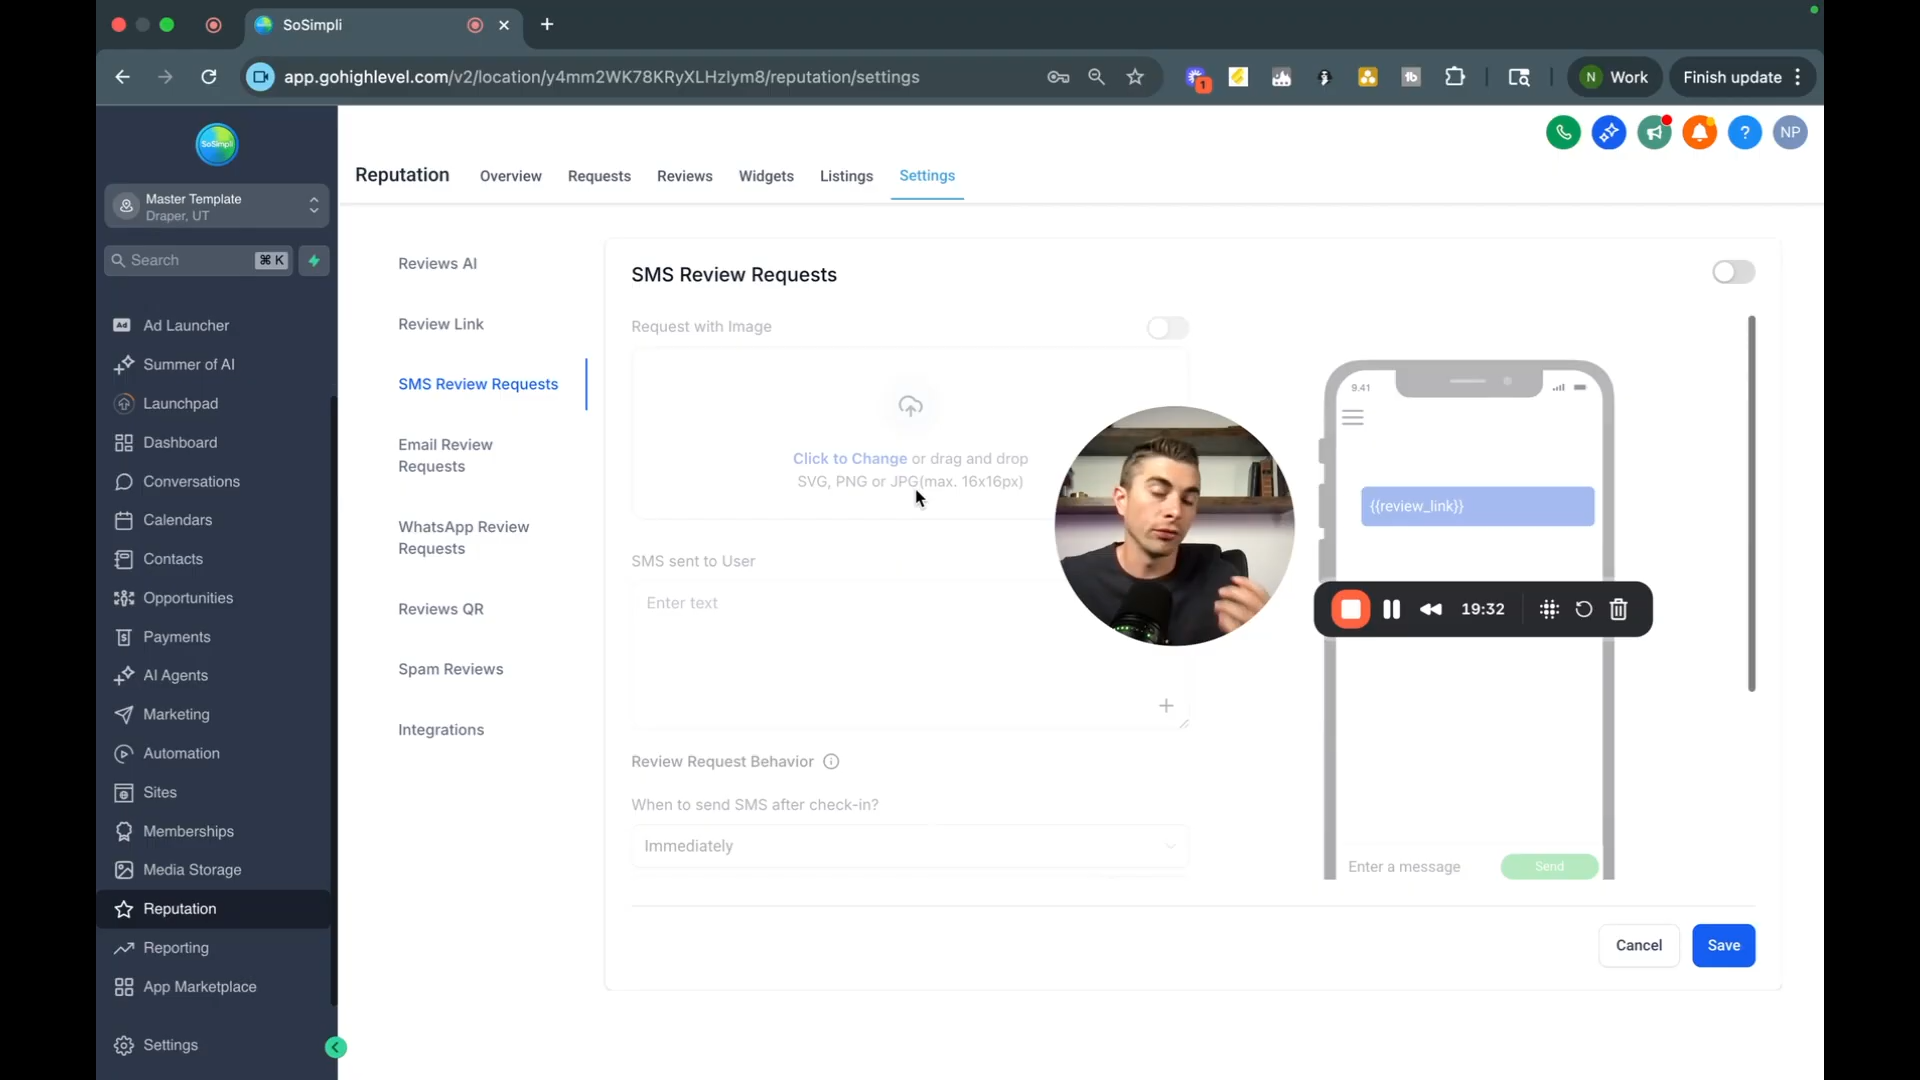 SoSimpli
app.gohighlevel.com/v2/location/y4mm2WK78KRyXLHzlym8/reputation/settings
1
tb
N Work
Finish update
SoSimpli
Master Template
Draper, UT
Search
⌘ K
Ad Launcher
Summer of AI
Launchpad
Dashboard
Conversations
Calendars
Contacts
Opportunities
Payments
AI Agents
Marketing
Automation
Sites
Memberships
Media Storage
Reputation
Reporting
App Marketplace
Settings
?
NP
Reputation
Overview
Requests
Reviews
Widgets
Listings
Settings
Reviews AI
Review Link
SMS Review Requests
Email Review
Requests
WhatsApp Review
Requests
Reviews QR
Spam Reviews
Integrations
SMS Review Requests
Request with Image
Click to Change or drag and drop
SVG, PNG or JPG(max. 16x16px)
SMS sent to User
Enter text
Review Request Behavior
When to send SMS after check-in?
Immediately
9.41
{{review_link}}
19:32
Enter a message
Send
Cancel
Save